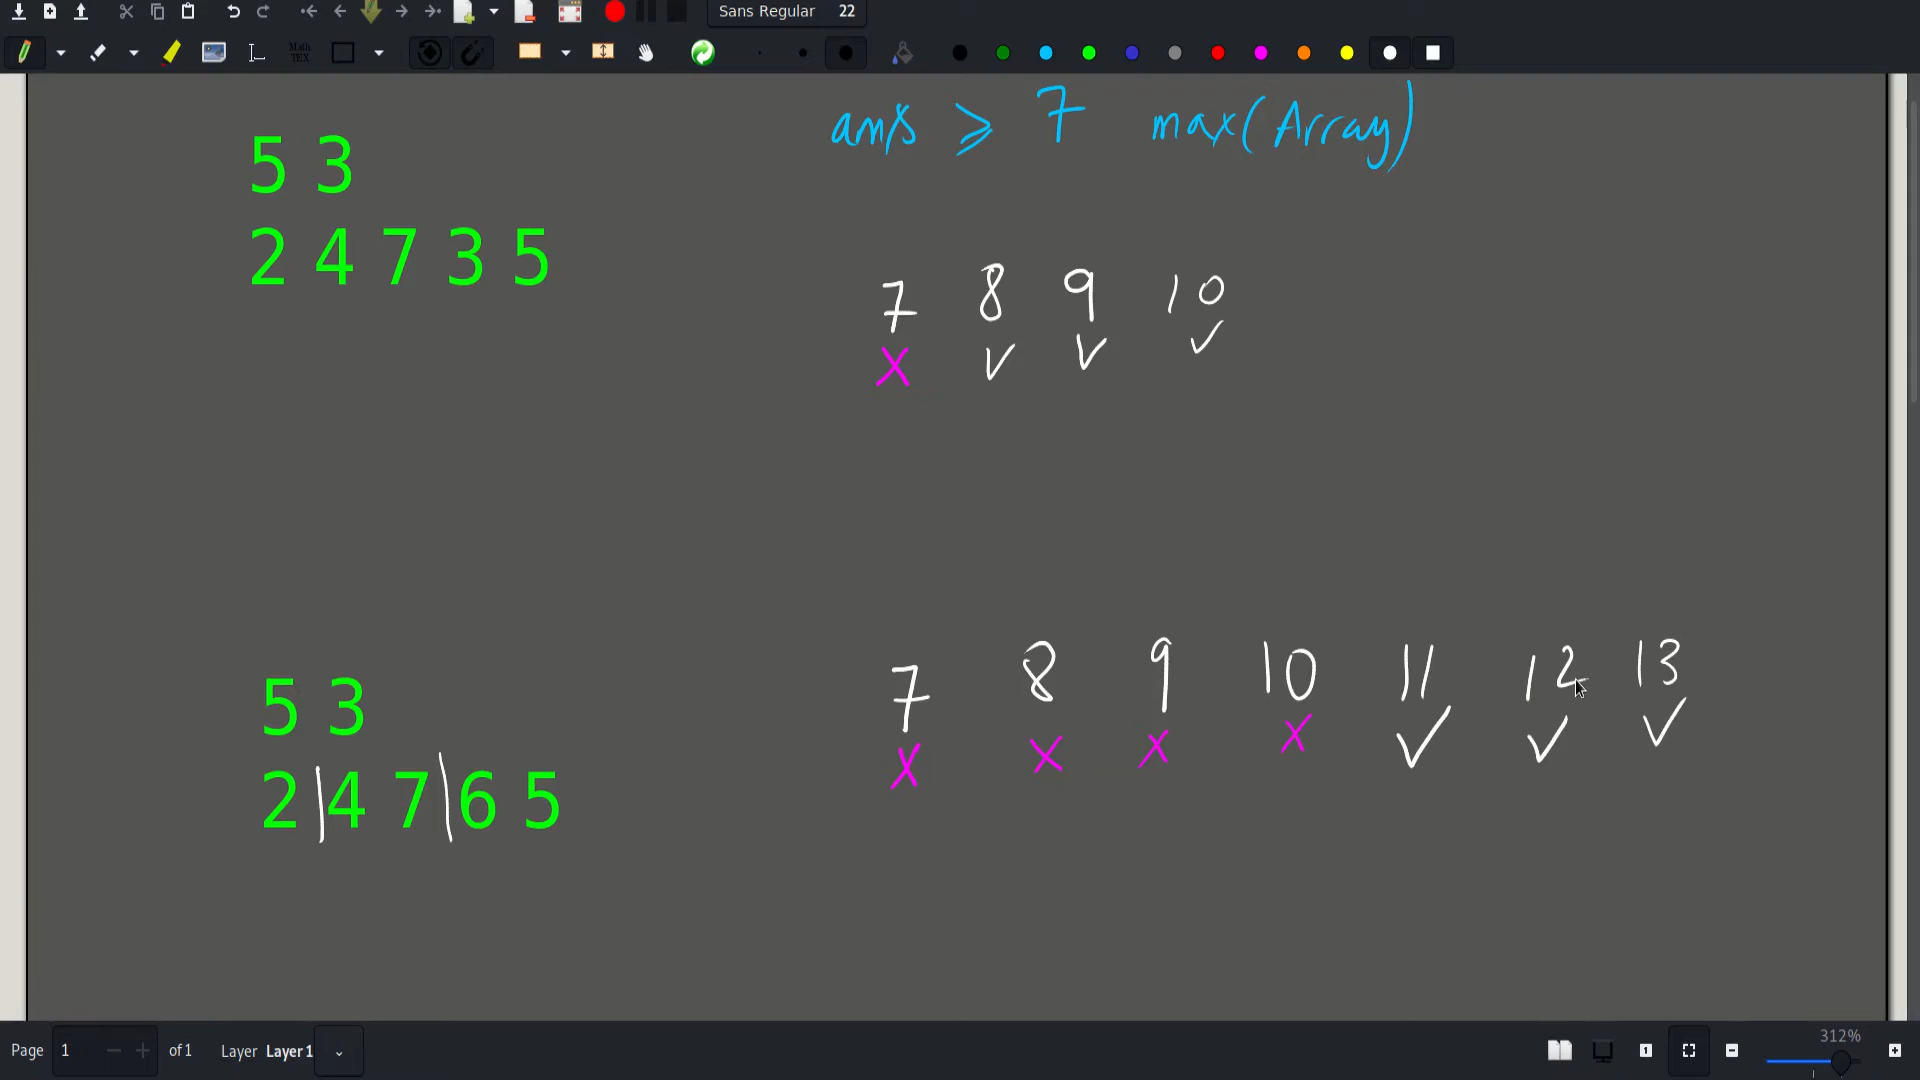 Sans Regular 22
Math
TEX
ans ⩾ 7 max(Array)
5 3
2 4 7 3 5
7 8 9 10
X ✓ ✓ ✓
7 8 9 10 11 12 13
X X X X ✓ ✓ ✓
5 3
2 | 4 7 | 6 5
Page 1 of 1 Layer Layer 1
312%